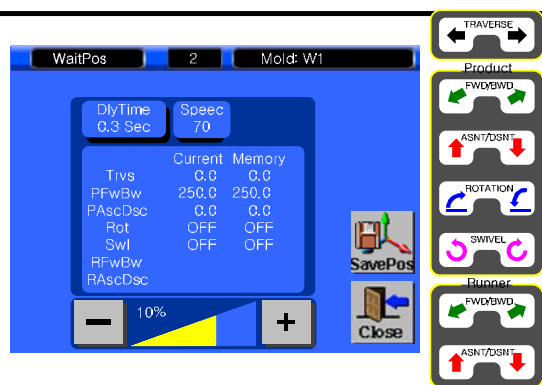 WaitPos 2 Mold: W1
DlyTime Speec
0.3 Sec 70
Current Memory
Trvs 0.0 0.0
PFwBw 250.0 250.0
PAscDsc 0.0 0.0
Rot OFF OFF
Swl OFF OFF
RFwBw
RAscDsc
SavePos
10%
Close
TRAVERSE
Product
FWD/BWD
ASNT/DSNT
ROTATION
SWIVEL
Runner
FWD/BWD
ASNT/DSNT